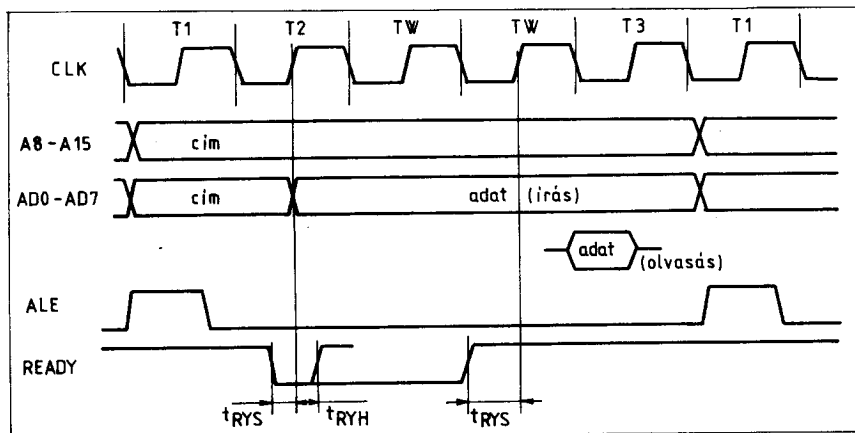 T1 T2 TW TW T3 T1
CLK
A8-A15 cím
AD0-AD7 cím adat (írás)
adat (olvasás)
ALE
READY
tRYS tRYH tRYS